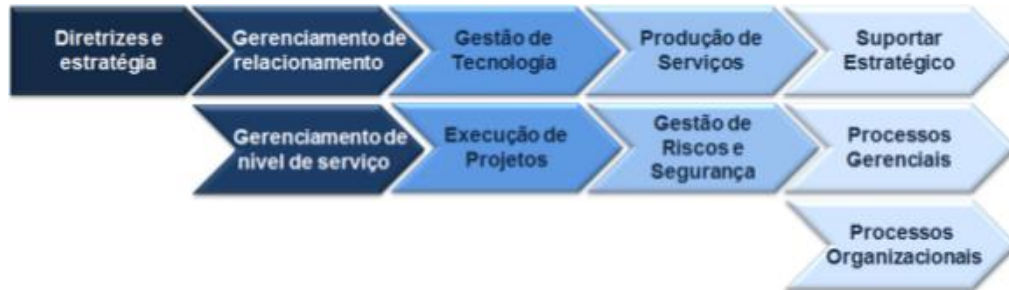 Diretrizes e
estratégia
Gerenciamento de
relacionamento
Gestão de
Tecnologia
Produção de
Serviços
Suportar
Estratégico
Gerenciamento de
nivel de serviço
Execução de
Projetos
Gestão de
Riscos e
Segurança
Processos
Gerenciais
Processos
Organizacionais